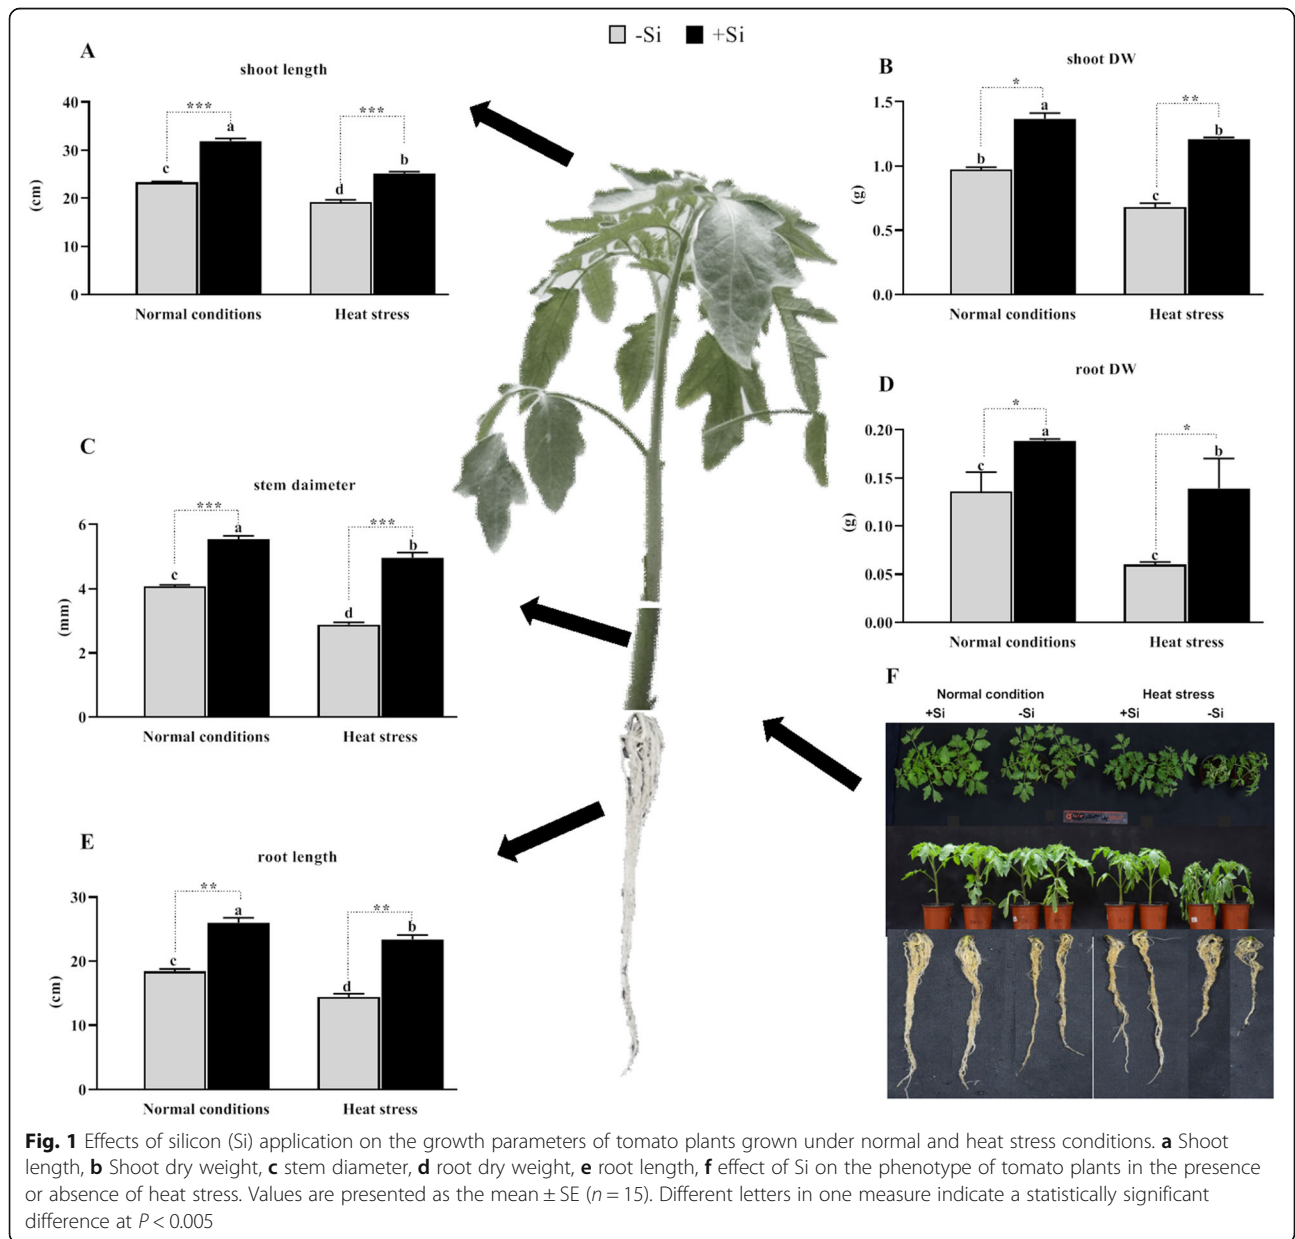 -Si +Si
A
shoot length
40
30
20
10
0
(cm)
***
***
c
a
d
b
Normal conditions Heat stress
B
shoot DW
1.5
1.0
0.5
0.0
(g)
*
**
b
a
c
b
Normal conditions Heat stress
C
stem daimeter
6
4
2
0
(mm)
***
***
c
a
d
b
Normal conditions Heat stress
D
root DW
0.20
0.15
0.10
0.05
0.00
(g)
*
*
c
a
c
b
Normal conditions Heat stress
E
root length
30
20
10
0
(cm)
**
**
c
a
d
b
Normal conditions Heat stress
F
Normal condition Heat stress
+Si -Si +Si -Si
Fig. 1 Effects of silicon (Si) application on the growth parameters of tomato plants grown under normal and heat stress conditions. a Shoot
length, b Shoot dry weight, c stem diameter, d root dry weight, e root length, f effect of Si on the phenotype of tomato plants in the presence
or absence of heat stress. Values are presented as the mean ± SE (n = 15). Different letters in one measure indicate a statistically significant
difference at P < 0.005